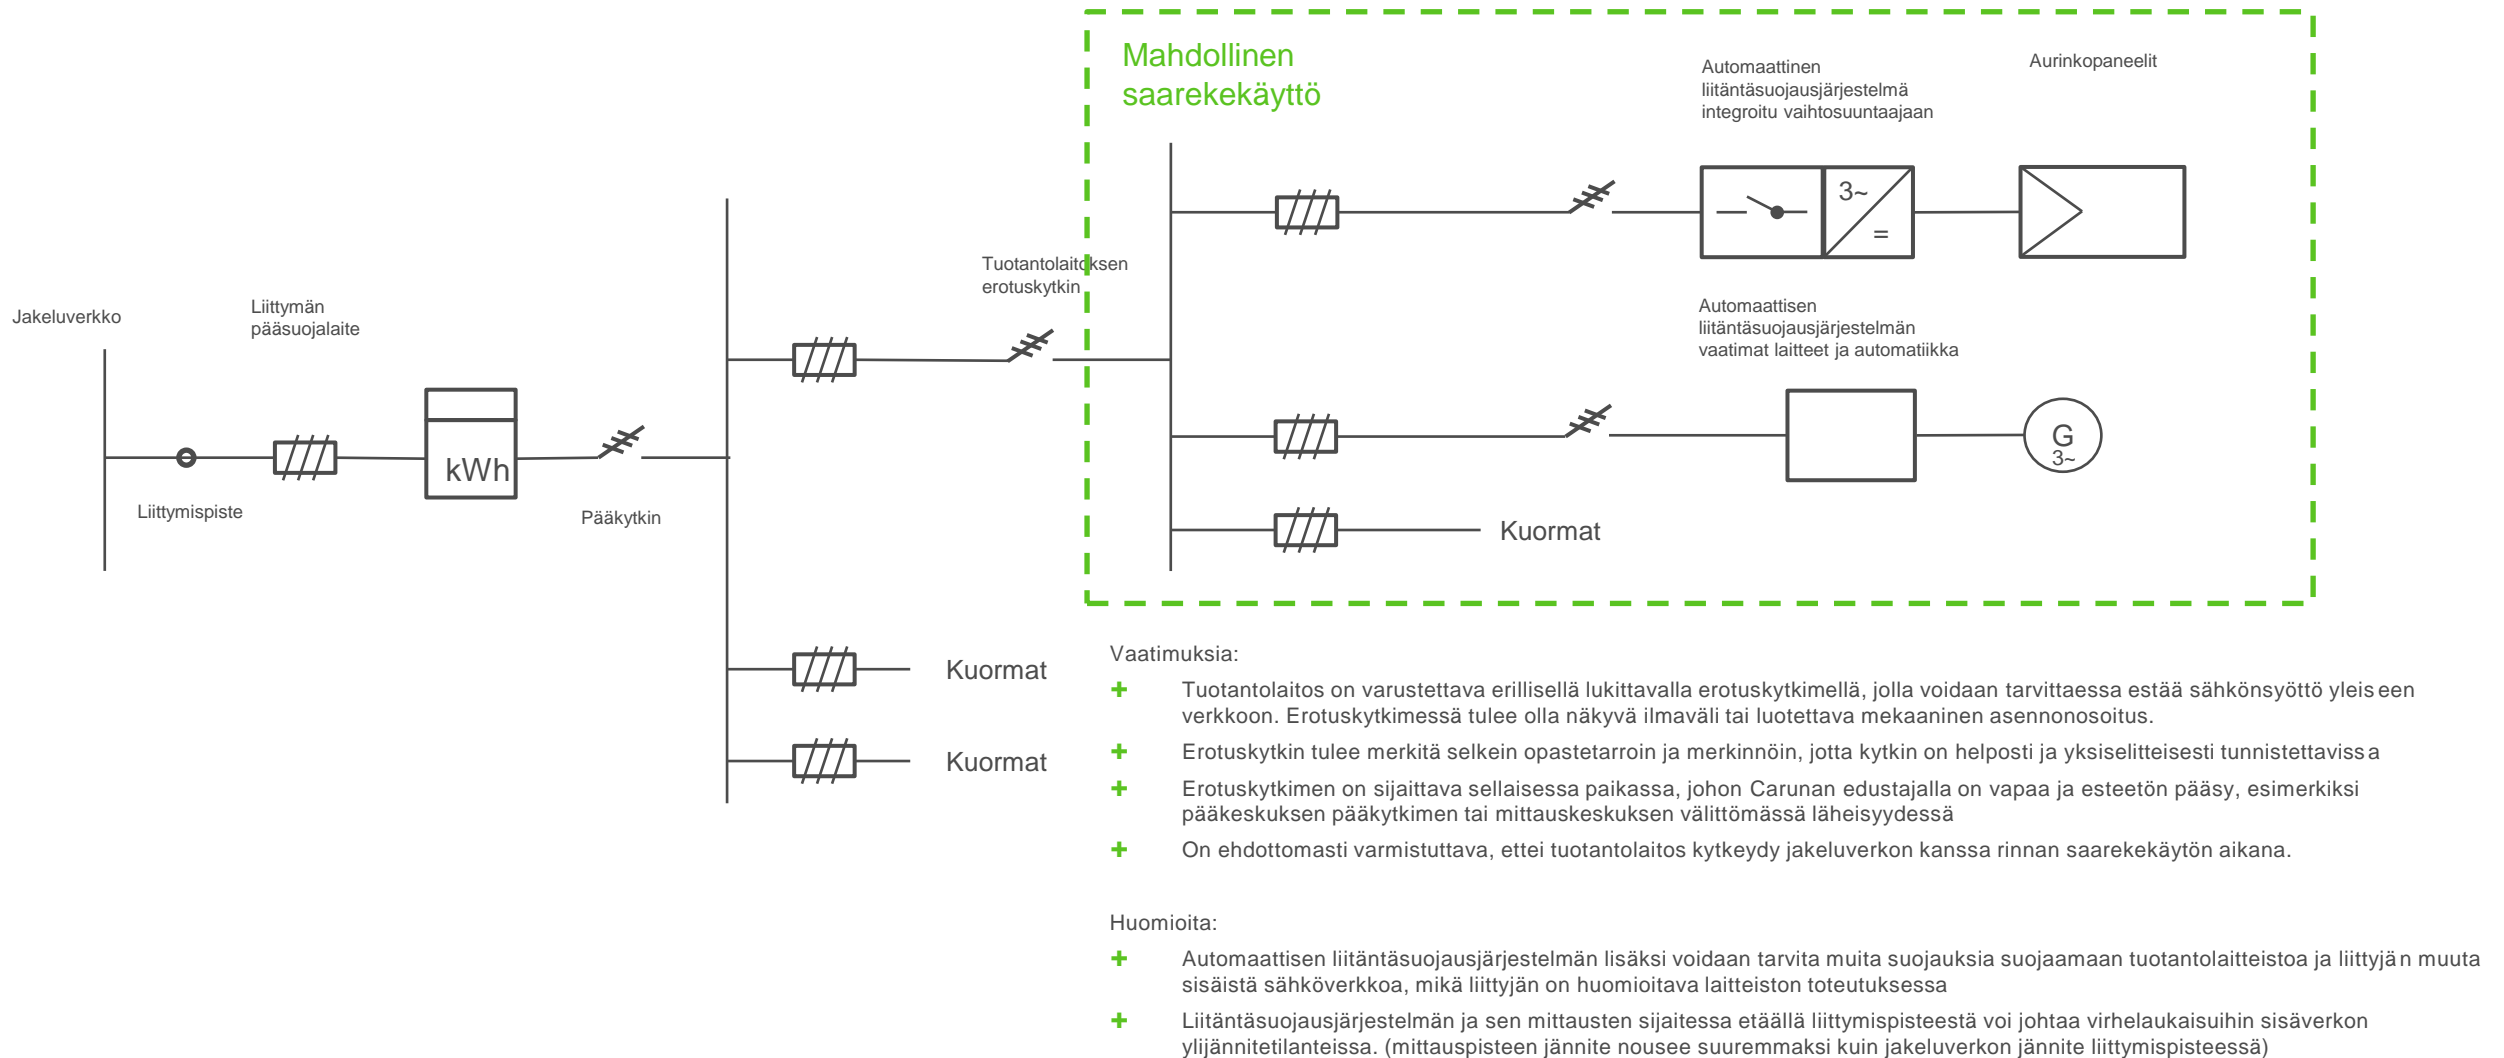 Mahdollinen
saarekekäyttö
Automaattinen
liitäntäsuojausjärjestelmä
integroitu vaihtosuuntaajaan
Aurinkopaneelit
3~
=
Tuotantolaitoksen
erotuskytkin
Jakeluverkko
Liittymän
pääsuojalaite
Automaattisen
liitäntäsuojausjärjestelmän
vaatimat laitteet ja automatiikka
kWh
G
3~
Liittymispiste
Pääkytkin
Kuormat
Kuormat
Kuormat
Vaatimuksia:
Tuotantolaitos on varustettava erillisellä lukittavalla erotuskytkimellä, jolla voidaan tarvittaessa estää sähkönsyöttö yleiseen
verkkoon. Erotuskytkimessä tulee olla näkyvä ilmaväli tai luotettava mekaaninen asennonosoitus.
Erotuskytkin tulee merkitä selkein opastetarroin ja merkinnöin, jotta kytkin on helposti ja yksiselitteisesti tunnistettavissa
Erotuskytkimen on sijaittava sellaisessa paikassa, johon Carunan edustajalla on vapaa ja esteetön pääsy, esimerkiksi
pääkeskuksen pääkytkimen tai mittauskeskuksen välittömässä läheisyydessä
On ehdottomasti varmistuttava, ettei tuotantolaitos kytkeydy jakeluverkon kanssa rinnan saarekekäytön aikana.
Huomioita:
Automaattisen liitäntäsuojausjärjestelmän lisäksi voidaan tarvita muita suojauksia suojaamaan tuotantolaitteistoa ja liittyjän muuta
sisäistä sähköverkkoa, mikä liittyjän on huomioitava laitteiston toteutuksessa
Liitäntäsuojausjärjestelmän ja sen mittausten sijaitessa etäällä liittymispisteestä voi johtaa virhelaukaisuihin sisäverkon
ylijännitetilanteissa. (mittauspisteen jännite nousee suuremmaksi kuin jakeluverkon jännite liittymispisteessä)